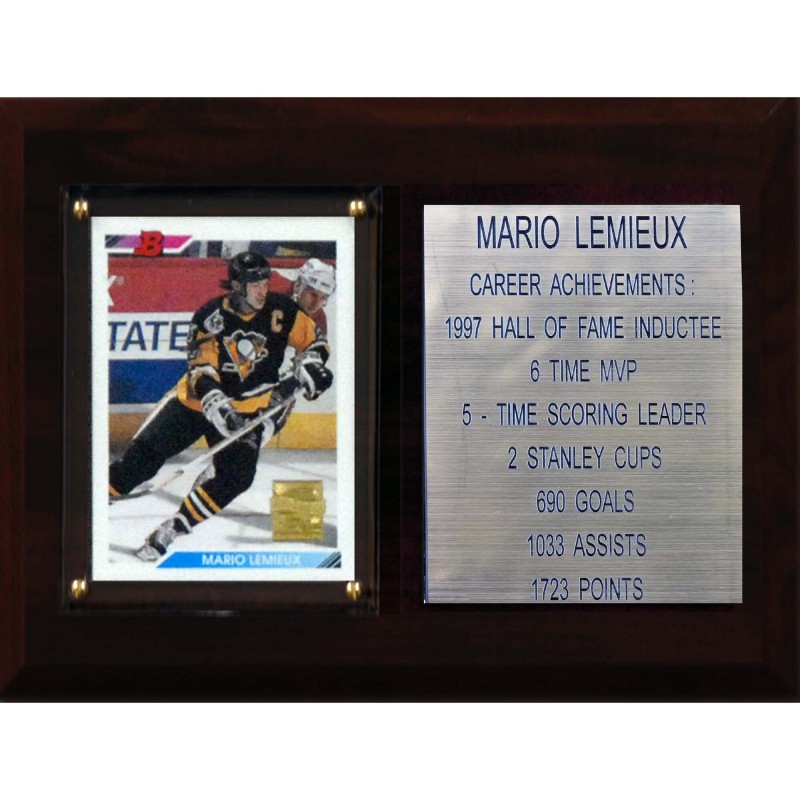 B
TATE
C
MARIO LEMIEUX
MARIO LEMIEUX
CAREER ACHIEVEMENTS :
1997 HALL OF FAME INDUCTEE
6 TIME MVP
5 - TIME SCORING LEADER
2 STANLEY CUPS
690 GOALS
1033 ASSISTS
1723 POINTS